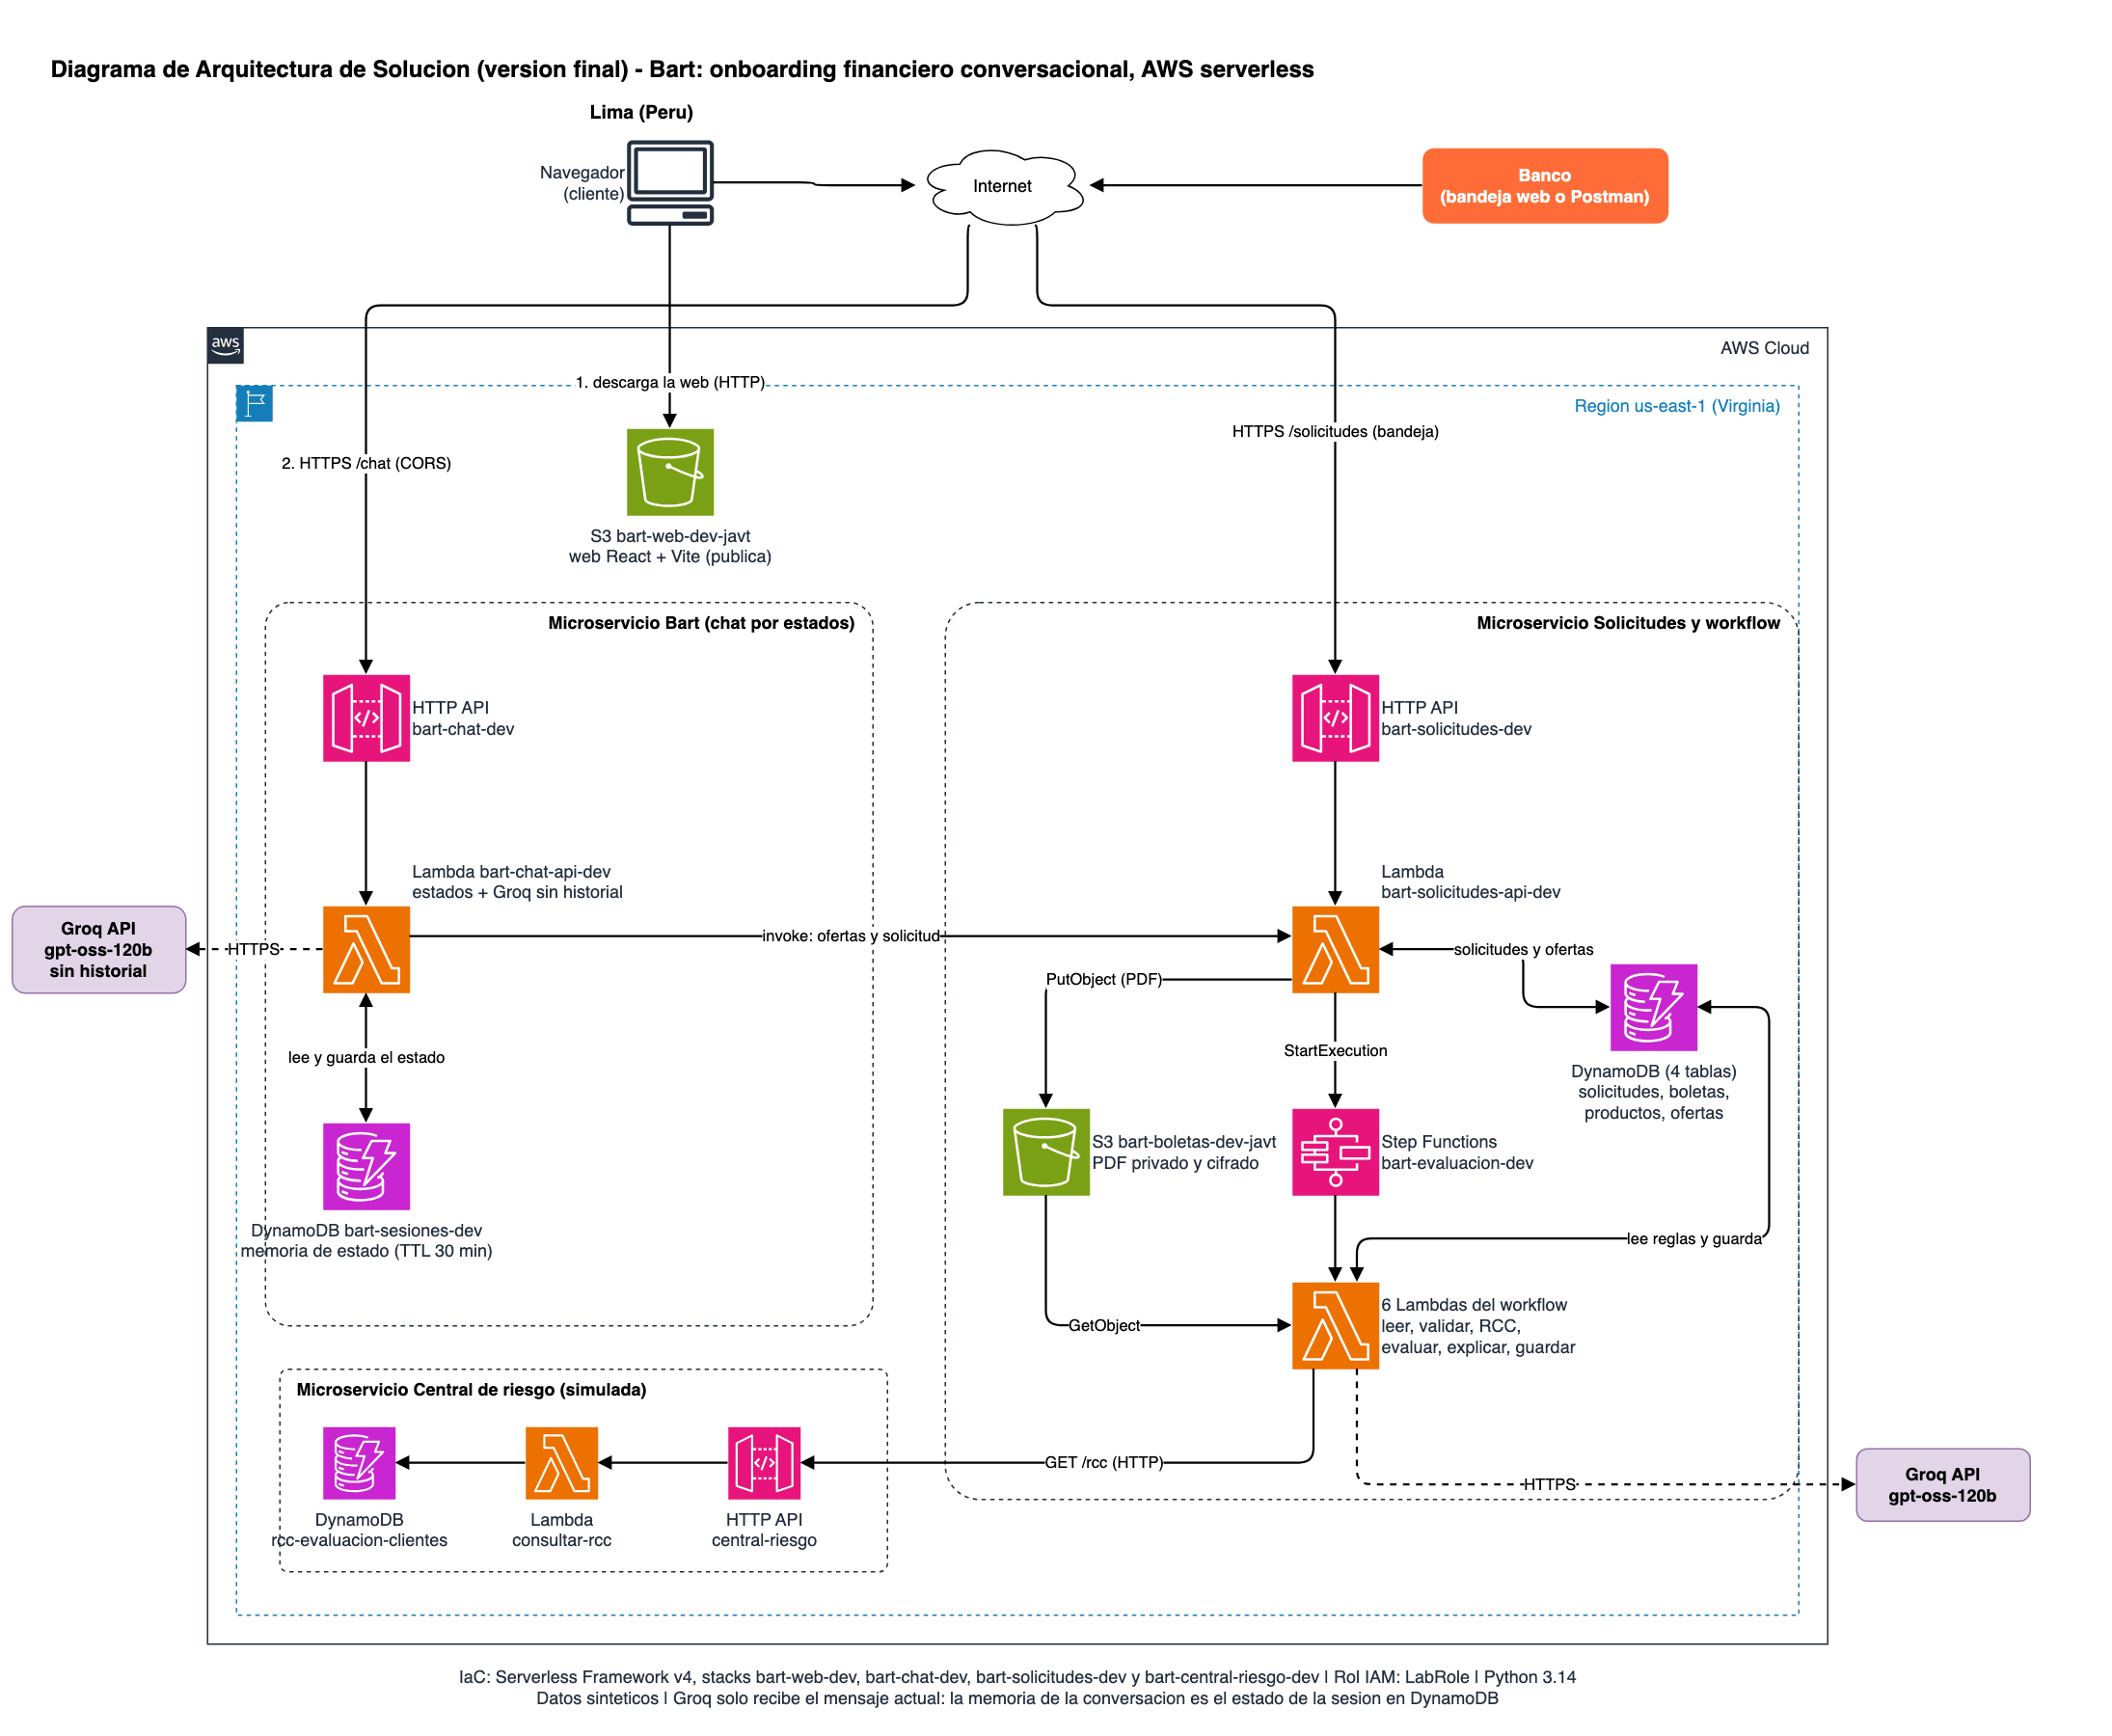 Diagrama de Arquitectura de Solucion (version final) - Bart: onboarding financiero conversacional, AWS serverless
Lima (Peru)
Navegador
(cliente)
Internet
Banco
(bandeja web o Postman)
aws
AWS Cloud
1. descarga la web (HTTP)
Region us-east-1 (Virginia)
HTTPS /solicitudes (bandeja)
2. HTTPS /chat (CORS)
S3 bart-web-dev-javt
web React + Vite (publica)
Microservicio Bart (chat por estados)
Microservicio Solicitudes y workflow
HTTP API
bart-chat-dev
HTTP API
bart-solicitudes-dev
Lambda bart-chat-api-dev
estados + Groq sin historial
Lambda
bart-solicitudes-api-dev
Groq API
gpt-oss-120b
sin historial
HTTPS
invoke: ofertas y solicitud
solicitudes y ofertas
PutObject (PDF)
lee y guarda el estado
StartExecution
DynamoDB (4 tablas)
solicitudes, boletas,
productos, ofertas
S3 bart-boletas-dev-javt
PDF privado y cifrado
Step Functions
bart-evaluacion-dev
DynamoDB bart-sesiones-dev
memoria de estado (TTL 30 min)
lee reglas y guarda
GetObject
6 Lambdas del workflow
leer, validar, RCC,
evaluar, explicar, guardar
Microservicio Central de riesgo (simulada)
GET /rcc (HTTP)
HTTPS
Groq API
gpt-oss-120b
DynamoDB
rcc-evaluacion-clientes
Lambda
consultar-rcc
HTTP API
central-riesgo
IaC: Serverless Framework v4, stacks bart-web-dev, bart-chat-dev, bart-solicitudes-dev y bart-central-riesgo-dev | Rol IAM: LabRole | Python 3.14
Datos sinteticos | Groq solo recibe el mensaje actual: la memoria de la conversacion es el estado de la sesion en DynamoDB